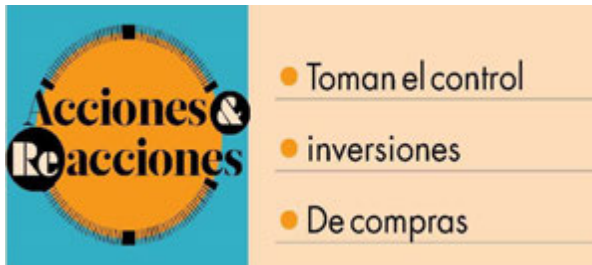 Acciones &
Reacciones
Toman el control
inversiones
De compras